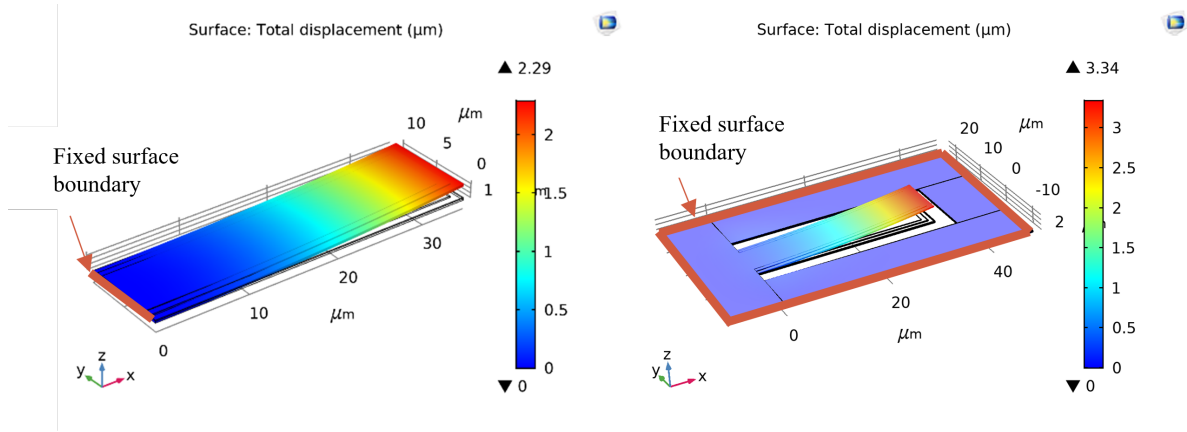 Surface: Total displacement (μm)
▲ 2.29
Fixed surface
boundary
10
μm
5
0
1
m
2
1.5
1
0.5
0
30
20
10
0
μm
z
y
x
▼ 0
Surface: Total displacement (μm)
▲ 3.34
Fixed surface
boundary
20
μm
10
0
-10
2
3
2.5
2
1.5
1
0.5
0
40
20
0
μm
z
y
x
▼ 0